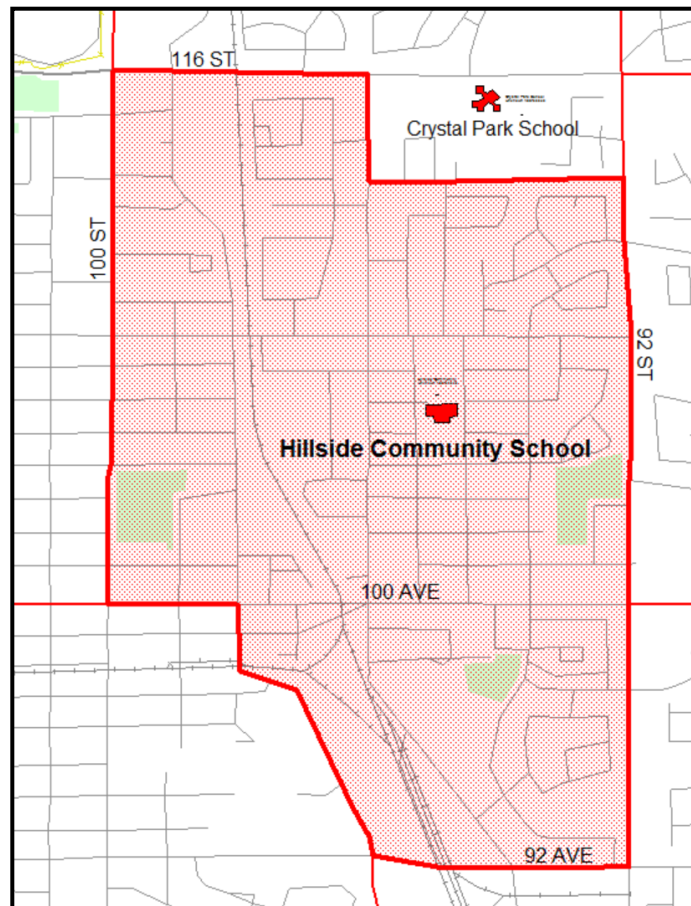 116 ST
Crystal Park School
100 ST
92 ST
Hillside Community School
100 AVE
92 AVE